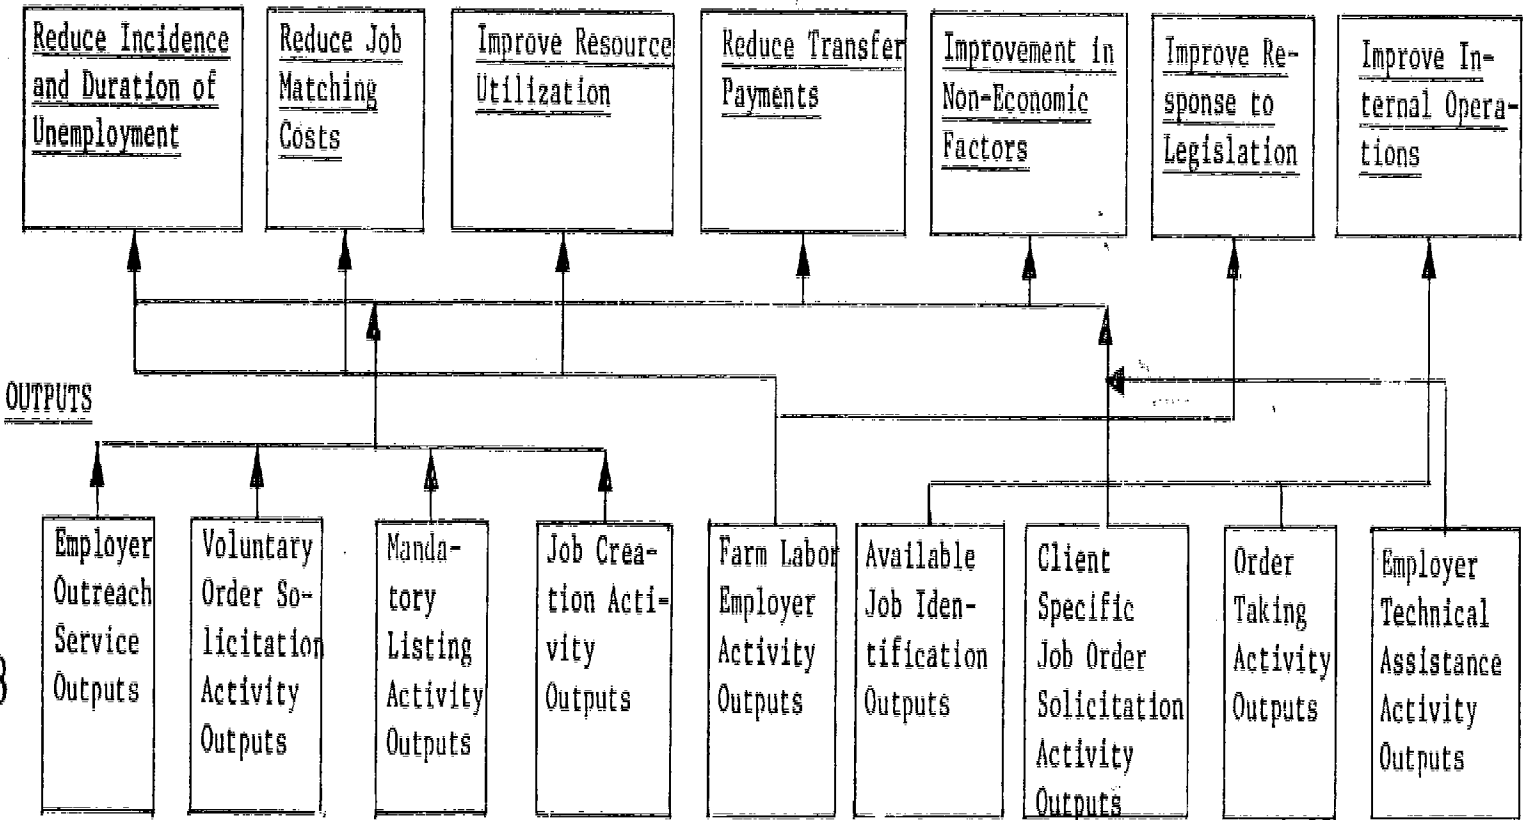 Reduce Incidence
and Duration of
Unemployment
Reduce Job
Matching
Costs
Improve Resource
Utilization
Reduce Transfer
Payments
Improvement in
Non-Economic
Factors
Improve Re-
sponse to
Legislation
Improve In-
ternal Opera-
tions
OUTPUTS
Employer
Outreach
Service
Outputs
Voluntary
Order So-
licitation
Activity
Outputs
Manda-
tory
Listing
Activity
Outputs
Job Crea-
tion Acti-
vity
Outputs
Farm Labor
Employer
Activity
Outputs
Available
Job Iden-
tification
Outputs
Client
Specific
Job Order
Solicitation
Activity
Outputs
Order
Taking
Activity
Outputs
Employer
Technical
Assistance
Activity
Outputs